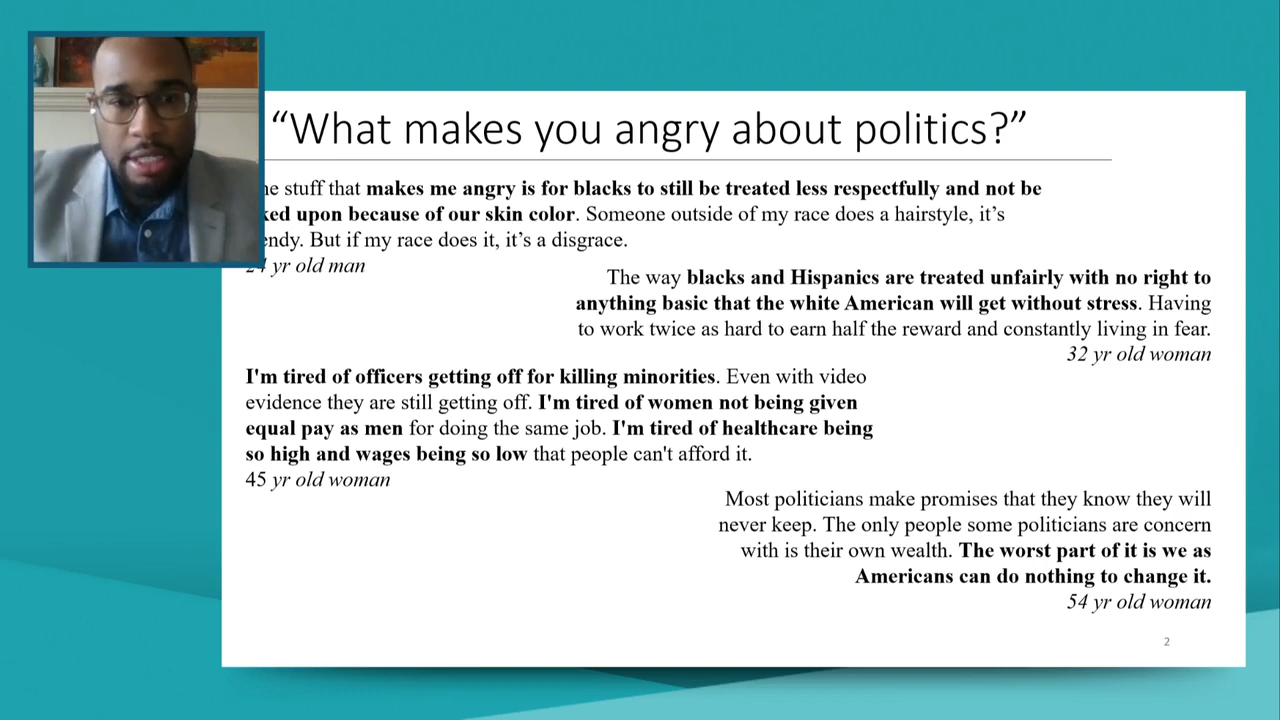 “What makes you angry about politics?”
stuff that makes me angry is for blacks to still be treated less respectfully and not be
upon because of our skin color. Someone outside of my race does a hairstyle, it’s
But if my race does it, it’s a disgrace.
yr old man
The way blacks and Hispanics are treated unfairly with no right to
anything basic that the white American will get without stress. Having
to work twice as hard to earn half the reward and constantly living in fear.
32 yr old woman
I'm tired of officers getting off for killing minorities. Even with video
evidence they are still getting off. I'm tired of women not being given
equal pay as men for doing the same job. I'm tired of healthcare being
so high and wages being so low that people can't afford it.
45 yr old woman
Most politicians make promises that they know they will
never keep. The only people some politicians are concern
with is their own wealth. The worst part of it is we as
Americans can do nothing to change it.
54 yr old woman
2